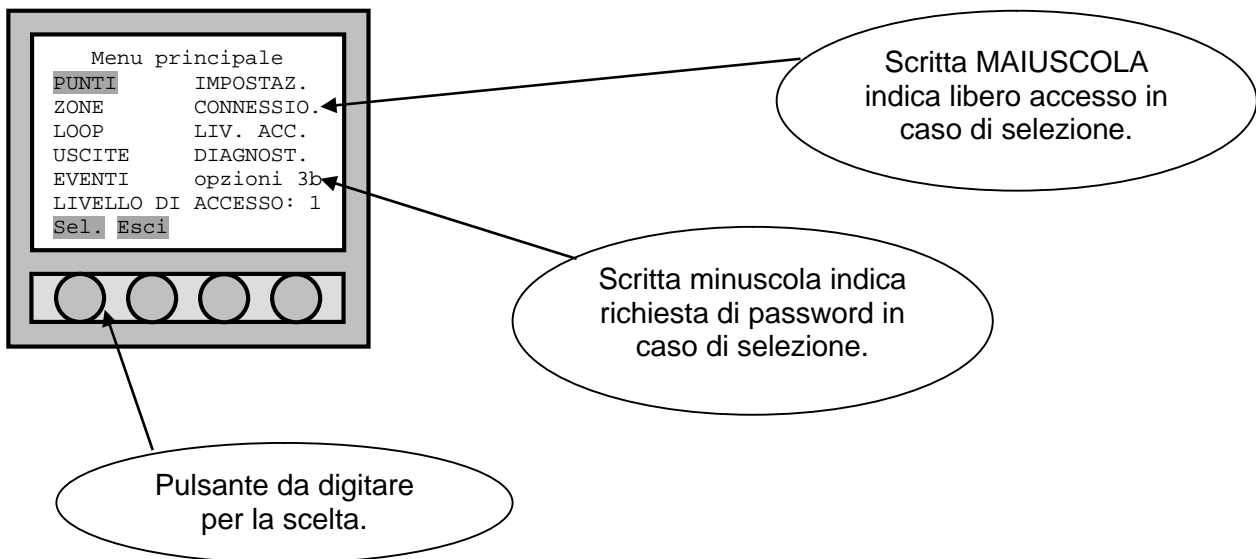 Menu principale
PUNTI IMPOSTAZ.
ZONE CONNESSIO.
LOOP LIV. ACC.
USCITE DIAGNOST.
EVENTI opzioni 3b
LIVELLO DI ACCESSO: 1
Sel. Esci
Scritta MAIUSCOLA
indica libero accesso in
caso di selezione.
Scritta minuscola indica
richiesta di password in
caso di selezione.
Pulsante da digitare
per la scelta.